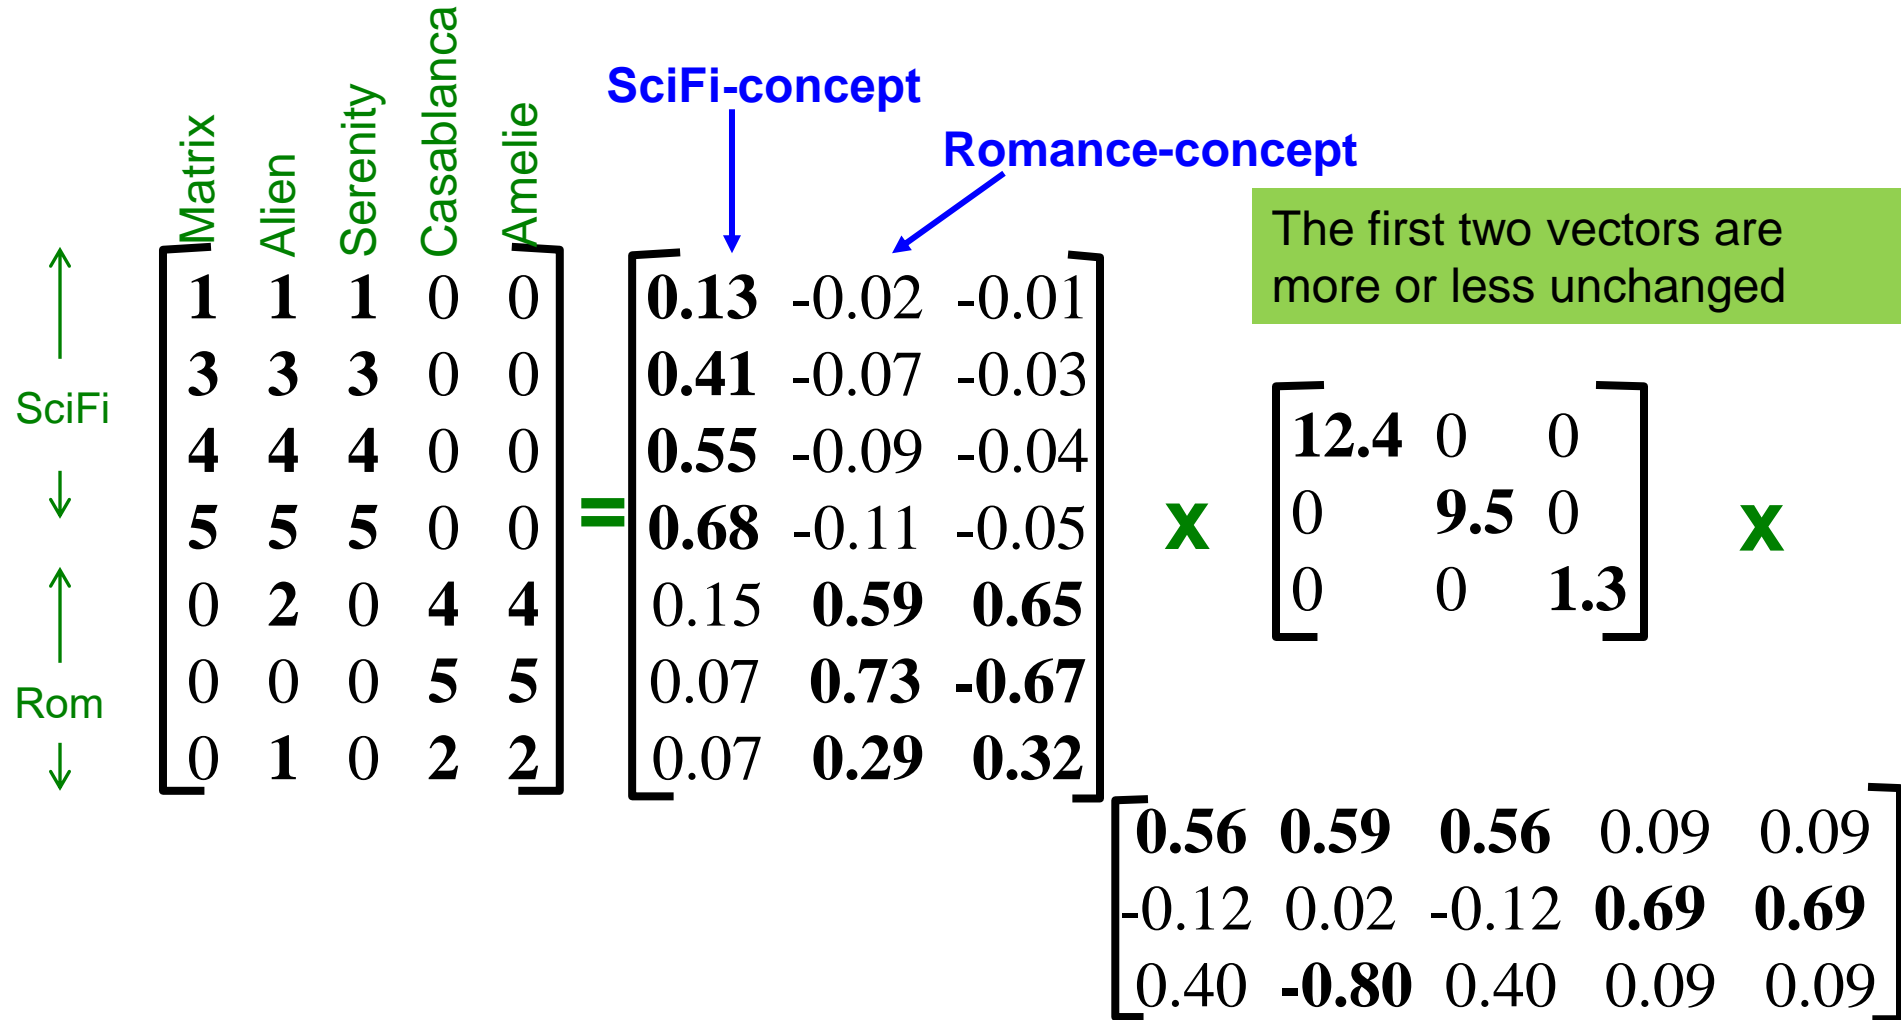 Matrix
Alien
Serenity
Casablanca
Amelie
SciFi-concept
Romance-concept
The first two vectors are
more or less unchanged
SciFi
Rom
1 1 1 0 0
3 3 3 0 0
4 4 4 0 0
5 5 5 0 0
0 2 0 4 4
0 0 0 5 5
0 1 0 2 2
=
0.13 -0.02 -0.01
0.41 -0.07 -0.03
0.55 -0.09 -0.04
0.68 -0.11 -0.05
0.15 0.59 0.65
0.07 0.73 -0.67
0.07 0.29 0.32
x
12.4 0 0
0 9.5 0
0 0 1.3
x
0.56 0.59 0.56 0.09 0.09
-0.12 0.02 -0.12 0.69 0.69
0.40 -0.80 0.40 0.09 0.09